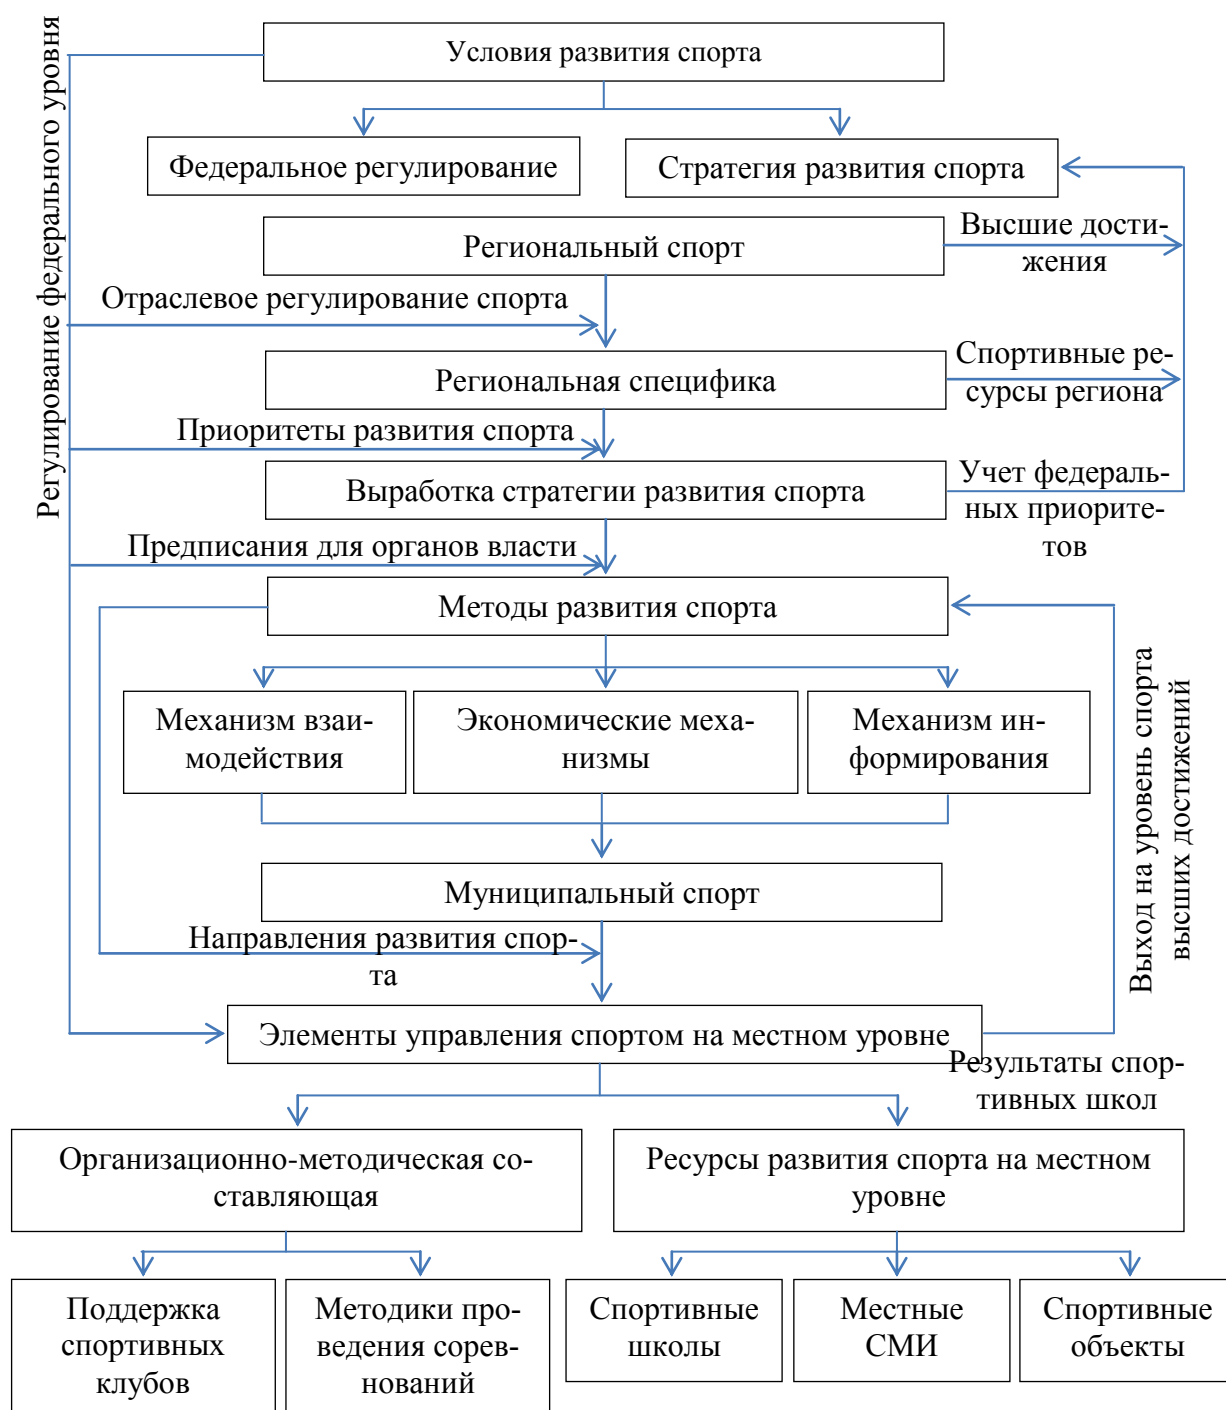 Регулирование федерального уровня
Условия развития спорта
Федеральное регулирование
Стратегия развития спорта
Региональный спорт
Высшие дости-
жения
Отраслевое регулирование спорта
Региональная специфика
Спортивные ре-
сурсы региона
Приоритеты развития спорта
Выработка стратегии развития спорта
Учет федераль-
ных приорите-
тов
Предписания для органов власти
Методы развития спорта
Механизм взаи-
модействия
Экономические меха-
низмы
Механизм ин-
формирования
Выход на уровень спорта
высших достижений
Муниципальный спорт
Направления развития спор-
та
Элементы управления спортом на местном уровне
Результаты спор-
тивных школ
Организационно-методическая со-
ставляющая
Ресурсы развития спорта на местном
уровне
Поддержка
спортивных
клубов
Методики про-
ведения сорев-
нований
Спортивные
школы
Местные
СМИ
Спортивные
объекты